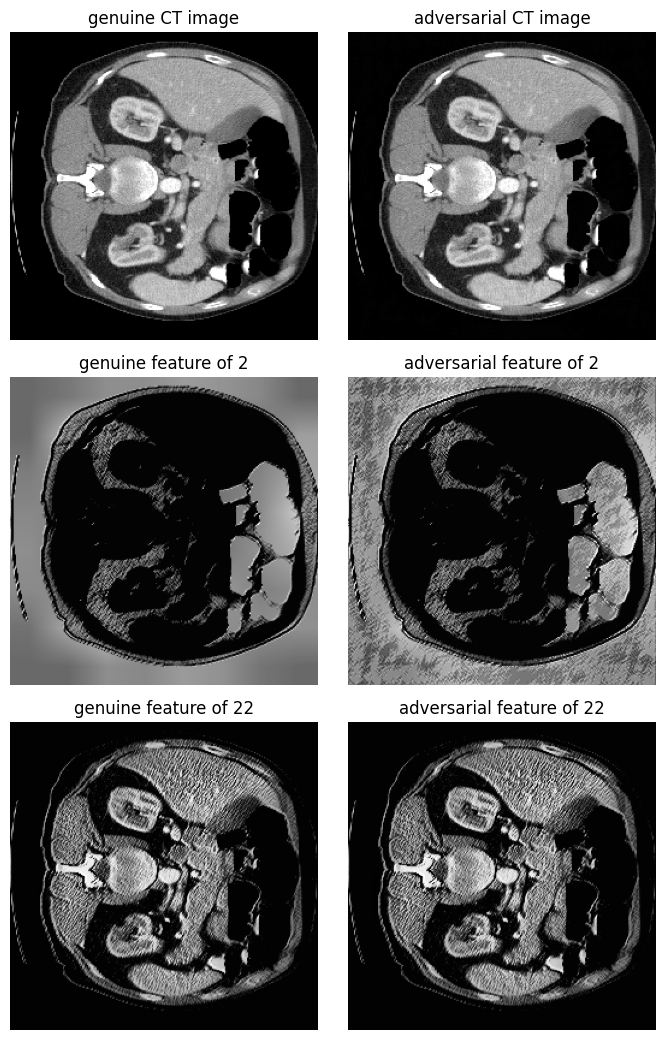 genuine CT image
adversarial CT image
genuine feature of 2
adversarial feature of 2
genuine feature of 22
adversarial feature of 22